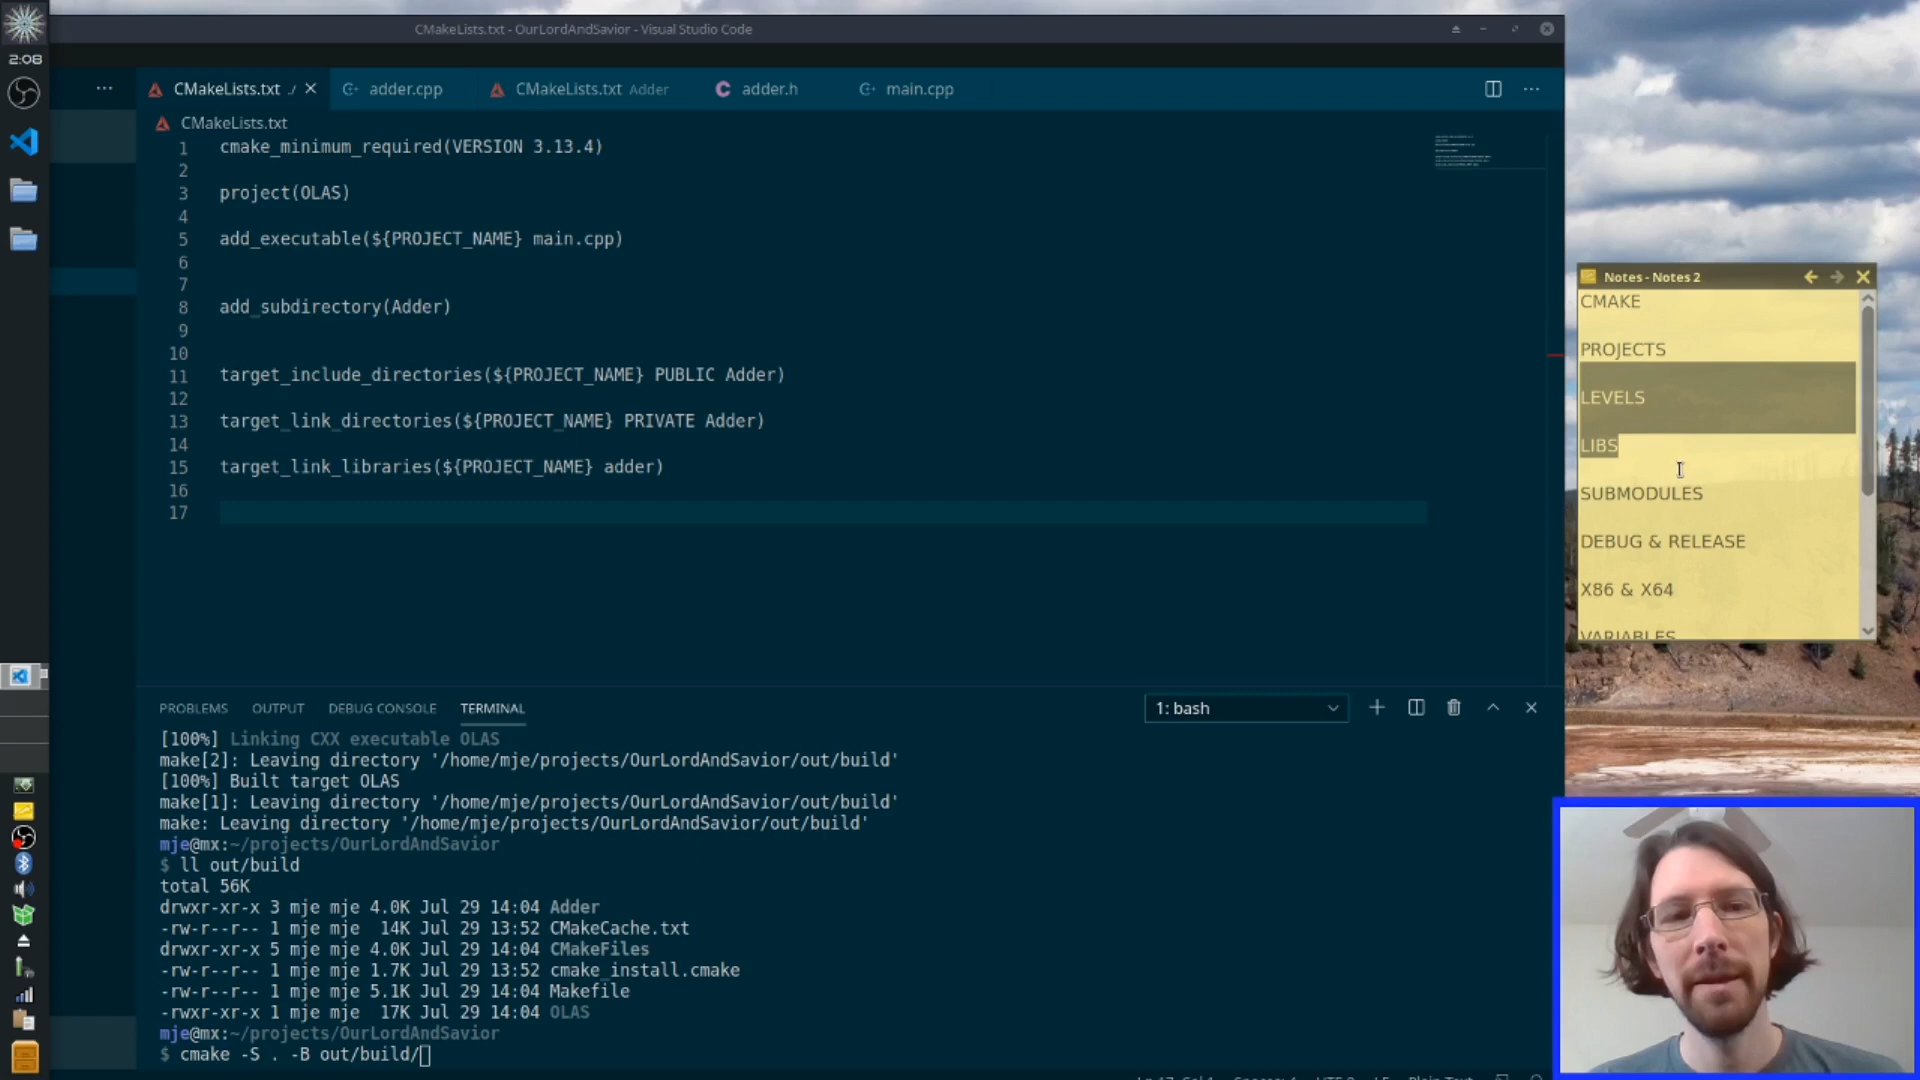 CMakeLists.txt - OurLordAndSavior - Visual Studio Code
2:08
CMakeLists.txt ./
adder.cpp
CMakeLists.txt Adder
adder.h
main.cpp
CMakeLists.txt
1 cmake_minimum_required(VERSION 3.13.4)
2
3 project(OLAS)
4
5 add_executable(${PROJECT_NAME} main.cpp)
6
7
8 add_subdirectory(Adder)
9
10
11 target_include_directories(${PROJECT_NAME} PUBLIC Adder)
12
13 target_link_directories(${PROJECT_NAME} PRIVATE Adder)
14
15 target_link_libraries(${PROJECT_NAME} adder)
16
17
Notes - Notes 2
CMAKE
PROJECTS
LEVELS
LIBS
SUBMODULES
DEBUG & RELEASE
X86 & X64
VARIABLES
PROBLEMS OUTPUT DEBUG CONSOLE TERMINAL
1: bash
[100%] Linking CXX executable OLAS
make[2]: Leaving directory '/home/mje/projects/OurLordAndSavior/out/build'
[100%] Built target OLAS
make[1]: Leaving directory '/home/mje/projects/OurLordAndSavior/out/build'
make: Leaving directory '/home/mje/projects/OurLordAndSavior/out/build'
mje@mx:~/projects/OurLordAndSavior
$ ll out/build
total 56K
drwxr-xr-x 3 mje mje 4.0K Jul 29 14:04 Adder
-rw-r--r-- 1 mje mje  14K Jul 29 13:52 CMakeCache.txt
drwxr-xr-x 5 mje mje 4.0K Jul 29 14:04 CMakeFiles
-rw-r--r-- 1 mje mje 1.7K Jul 29 13:52 cmake_install.cmake
-rw-r--r-- 1 mje mje 5.1K Jul 29 14:04 Makefile
-rwxr-xr-x 1 mje mje  17K Jul 29 14:04 OLAS
mje@mx:~/projects/OurLordAndSavior
$ cmake -S . -B out/build/